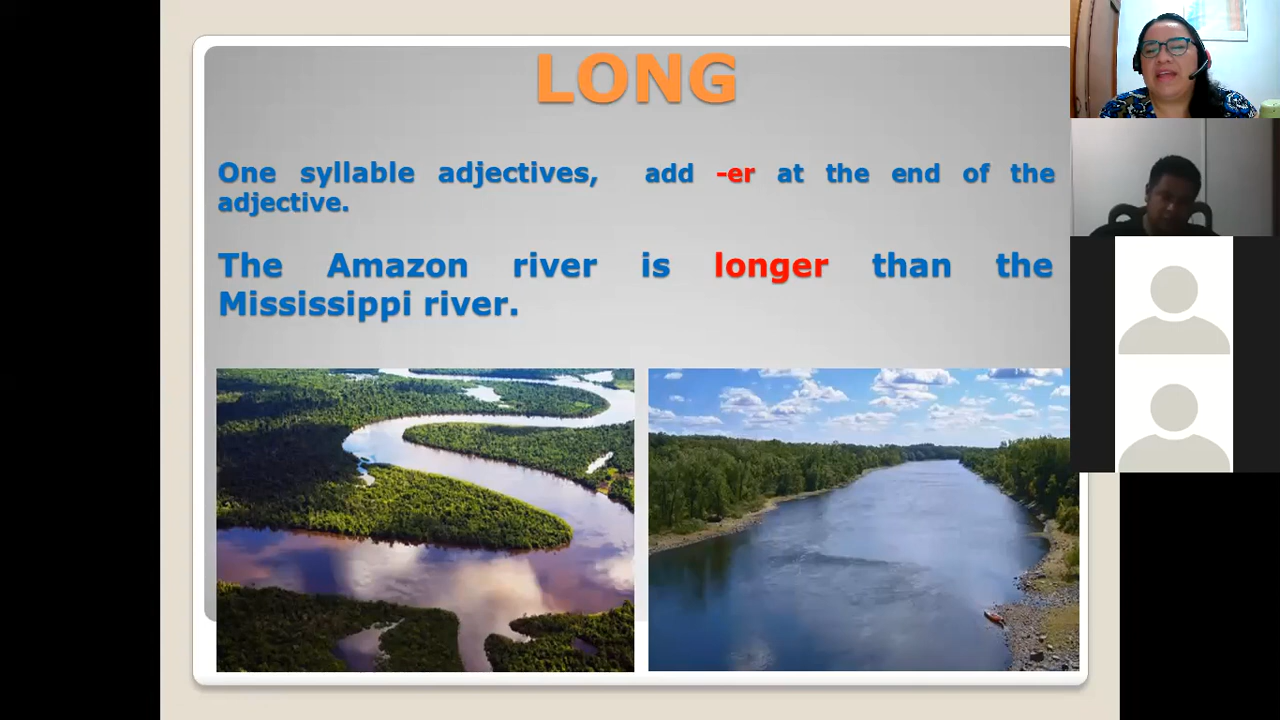 LONG
One syllable adjectives, add -er at the end of the
adjective.
The Amazon river is longer than the
Mississippi river.